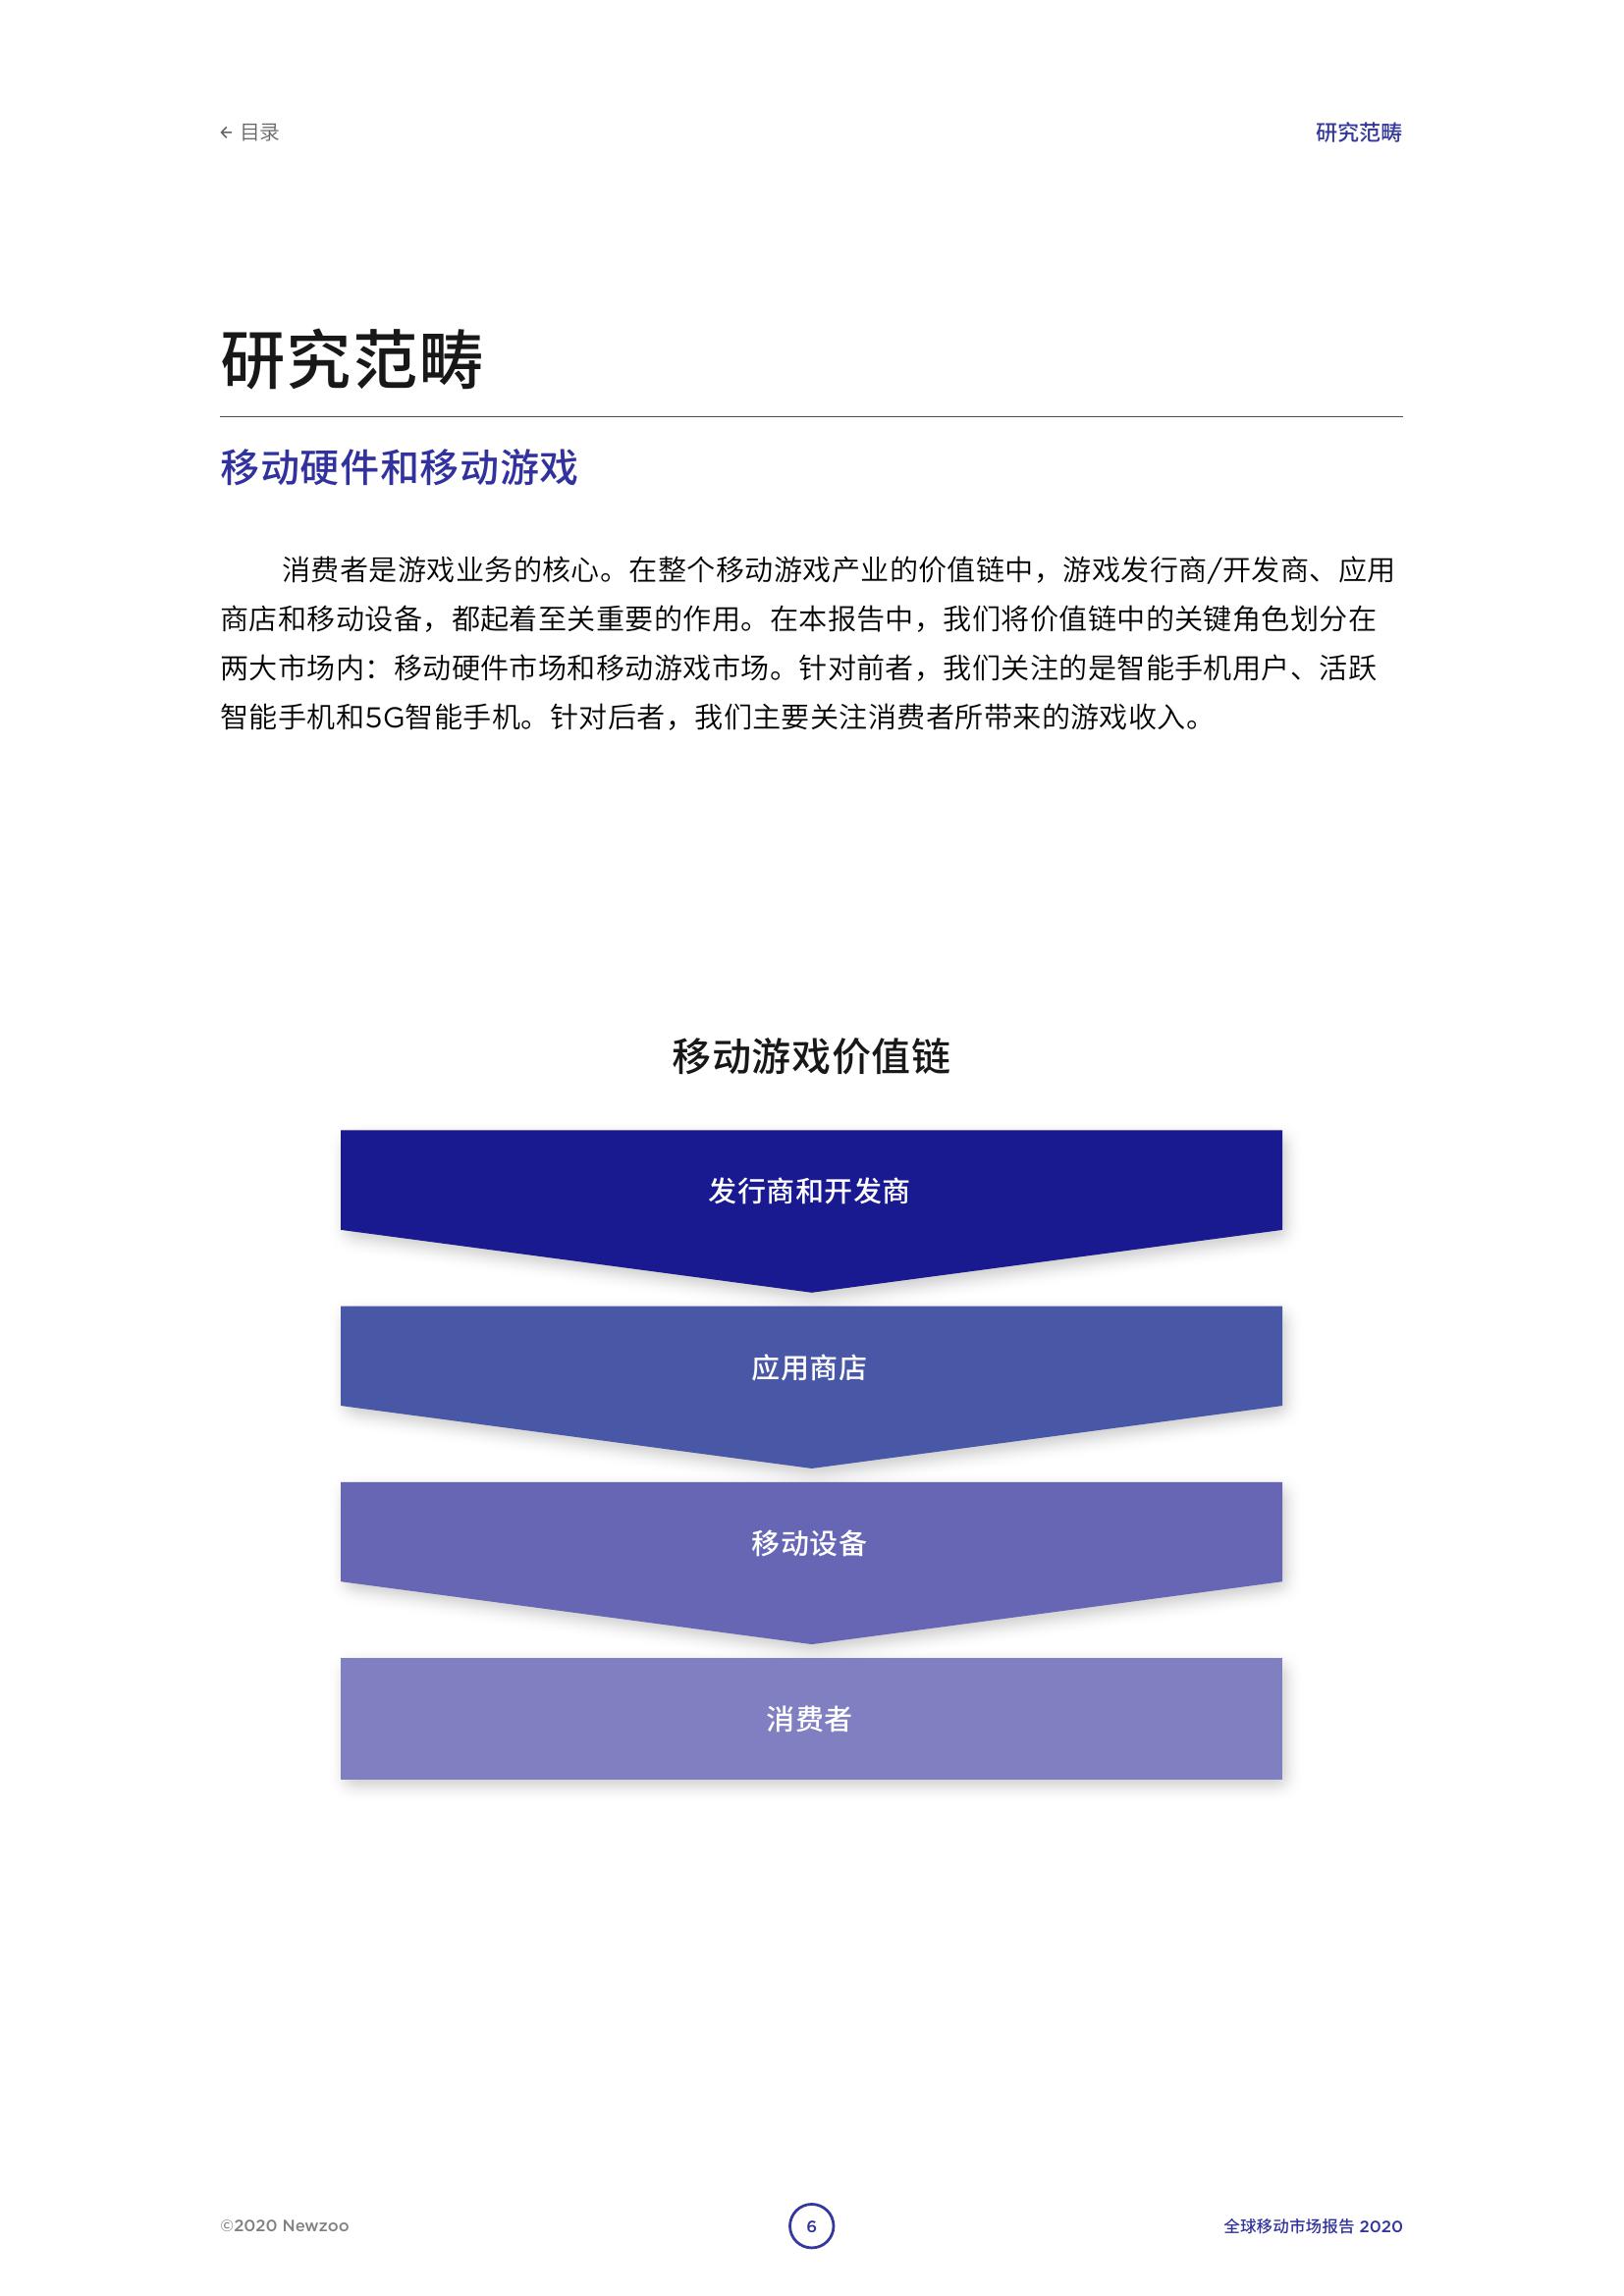 ← 目录
研究范畴
研究范畴
移动硬件和移动游戏
消费者是游戏业务的核心。在整个移动游戏产业的价值链中，游戏发行商/开发商、应用
商店和移动设备，都起着至关重要的作用。在本报告中，我们将价值链中的关键角色划分在
两大市场内：移动硬件市场和移动游戏市场。针对前者，我们关注的是智能手机用户、活跃
智能手机和5G智能手机。针对后者，我们主要关注消费者所带来的游戏收入。
移动游戏价值链
发行商和开发商
应用商店
移动设备
消费者
©2020 Newzoo
6
全球移动市场报告 2020